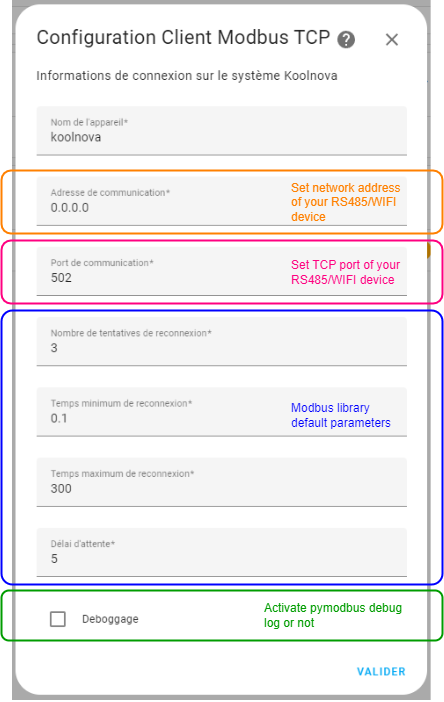 Configuration Client Modbus TCP ?
Informations de connexion sur le système Koolnova
Nom de l'appareil*
koolnova
Adresse de communication*
0.0.0.0
Set network address
of your RS485/WIFI
device
Port de communication*
502
Set TCP port of your
RS485/WIFI device
Nombre de tentatives de reconnexion*
3
Temps minimum de reconnexion*
0.1
Modbus library
default parameters
Temps maximum de reconnexion*
300
Délai d'attente*
5
Deboggage
Activate pymodbus debug
log or not
VALIDER